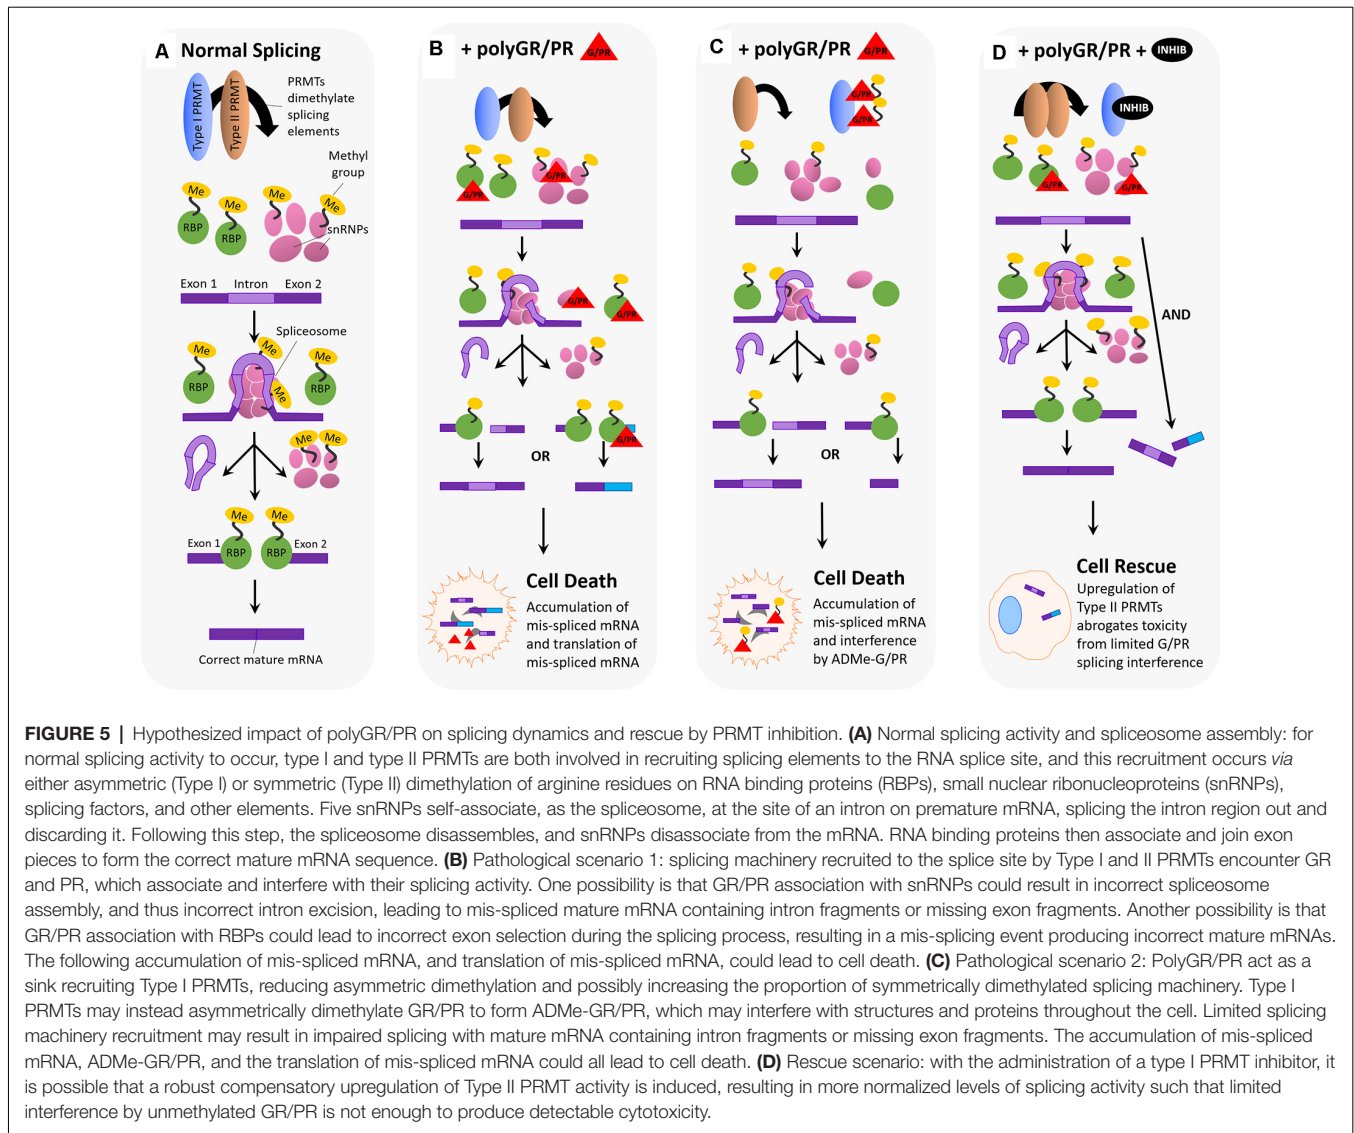 A Normal Splicing
Type I PRMT
Type II PRMT
PRMTs
dimethylate
splicing
elements
Methyl
group
Me
Me
Me
Me
RBP
RBP
snRNPs
Exon 1
Intron
Exon 2
Spliceosome
Me
Me
Me
Me
RBP
RBP
Me
Me
Me
Me
Exon 1
RBP
RBP
Exon 2
Correct mature mRNA
B + polyGR/PR G/PR
G/PR
G/PR
G/PR
G/PR
G/PR
OR
Cell Death
Accumulation of
mis-spliced mRNA
and translation of
mis-spliced mRNA
C + polyGR/PR G/PR
G/PR
G/PR
OR
Cell Death
Accumulation of
mis-spliced mRNA
and interference
by ADMe-G/PR
D + polyGR/PR + INHIB
INHIB
G/PR
G/PR
AND
Cell Rescue
Upregulation of
Type II PRMTs
abrogates toxicity
from limited G/PR
splicing interference
FIGURE 5 | Hypothesized impact of polyGR/PR on splicing dynamics and rescue by PRMT inhibition. (A) Normal splicing activity and spliceosome assembly: for
normal splicing activity to occur, type I and type II PRMTs are both involved in recruiting splicing elements to the RNA splice site, and this recruitment occurs via
either asymmetric (Type I) or symmetric (Type II) dimethylation of arginine residues on RNA binding proteins (RBPs), small nuclear ribonucleoproteins (snRNPs),
splicing factors, and other elements. Five snRNPs self-associate, as the spliceosome, at the site of an intron on premature mRNA, splicing the intron region out and
discarding it. Following this step, the spliceosome disassembles, and snRNPs disassociate from the mRNA. RNA binding proteins then associate and join exon
pieces to form the correct mature mRNA sequence. (B) Pathological scenario 1: splicing machinery recruited to the splice site by Type I and II PRMTs encounter GR
and PR, which associate and interfere with their splicing activity. One possibility is that GR/PR association with snRNPs could result in incorrect spliceosome
assembly, and thus incorrect intron excision, leading to mis-spliced mature mRNA containing intron fragments or missing exon fragments. Another possibility is that
GR/PR association with RBPs could lead to incorrect exon selection during the splicing process, resulting in a mis-splicing event producing incorrect mature mRNAs.
The following accumulation of mis-spliced mRNA, and translation of mis-spliced mRNA, could lead to cell death. (C) Pathological scenario 2: PolyGR/PR act as a
sink recruiting Type I PRMTs, reducing asymmetric dimethylation and possibly increasing the proportion of symmetrically dimethylated splicing machinery. Type I
PRMTs may instead asymmetrically dimethylate GR/PR to form ADMe-GR/PR, which may interfere with structures and proteins throughout the cell. Limited splicing
machinery recruitment may result in impaired splicing with mature mRNA containing intron fragments or missing exon fragments. The accumulation of mis-spliced
mRNA, ADMe-GR/PR, and the translation of mis-spliced mRNA could all lead to cell death. (D) Rescue scenario: with the administration of a type I PRMT inhibitor, it
is possible that a robust compensatory upregulation of Type II PRMT activity is induced, resulting in more normalized levels of splicing activity such that limited
interference by unmethylated GR/PR is not enough to produce detectable cytotoxicity.